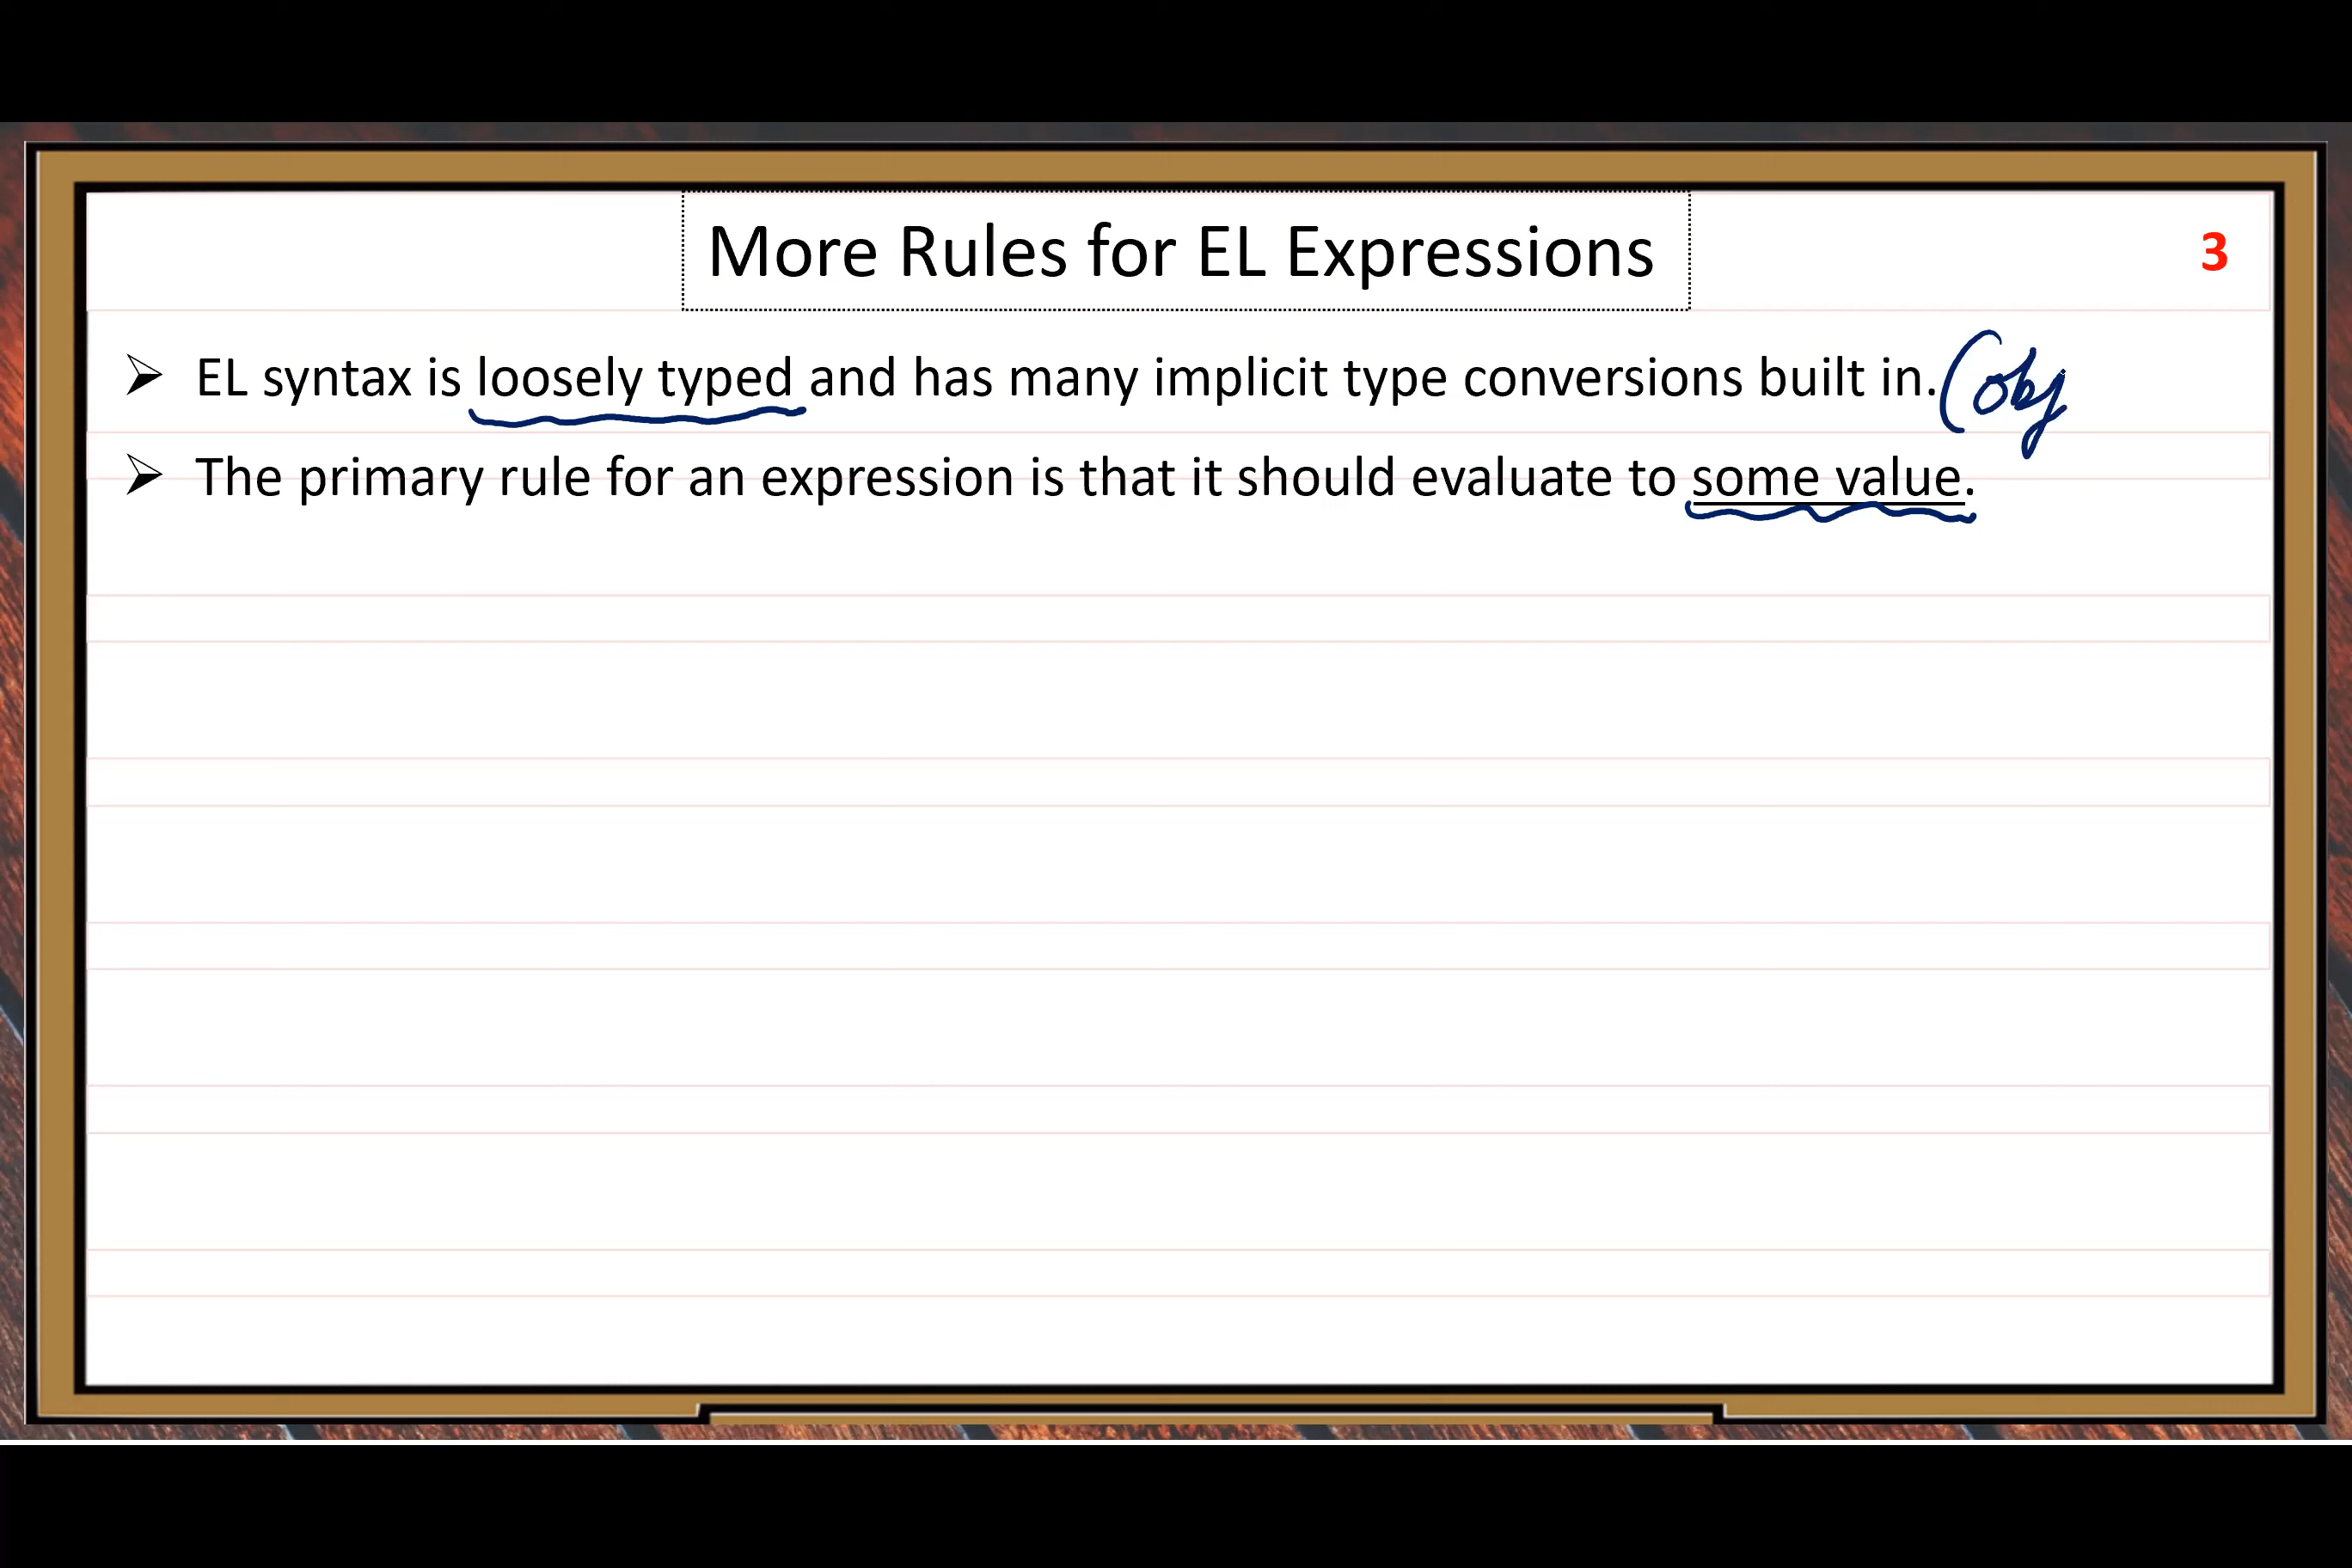 More Rules for EL Expressions
3
➢ EL syntax is loosely typed and has many implicit type conversions built in. (obj
➢ The primary rule for an expression is that it should evaluate to some value.